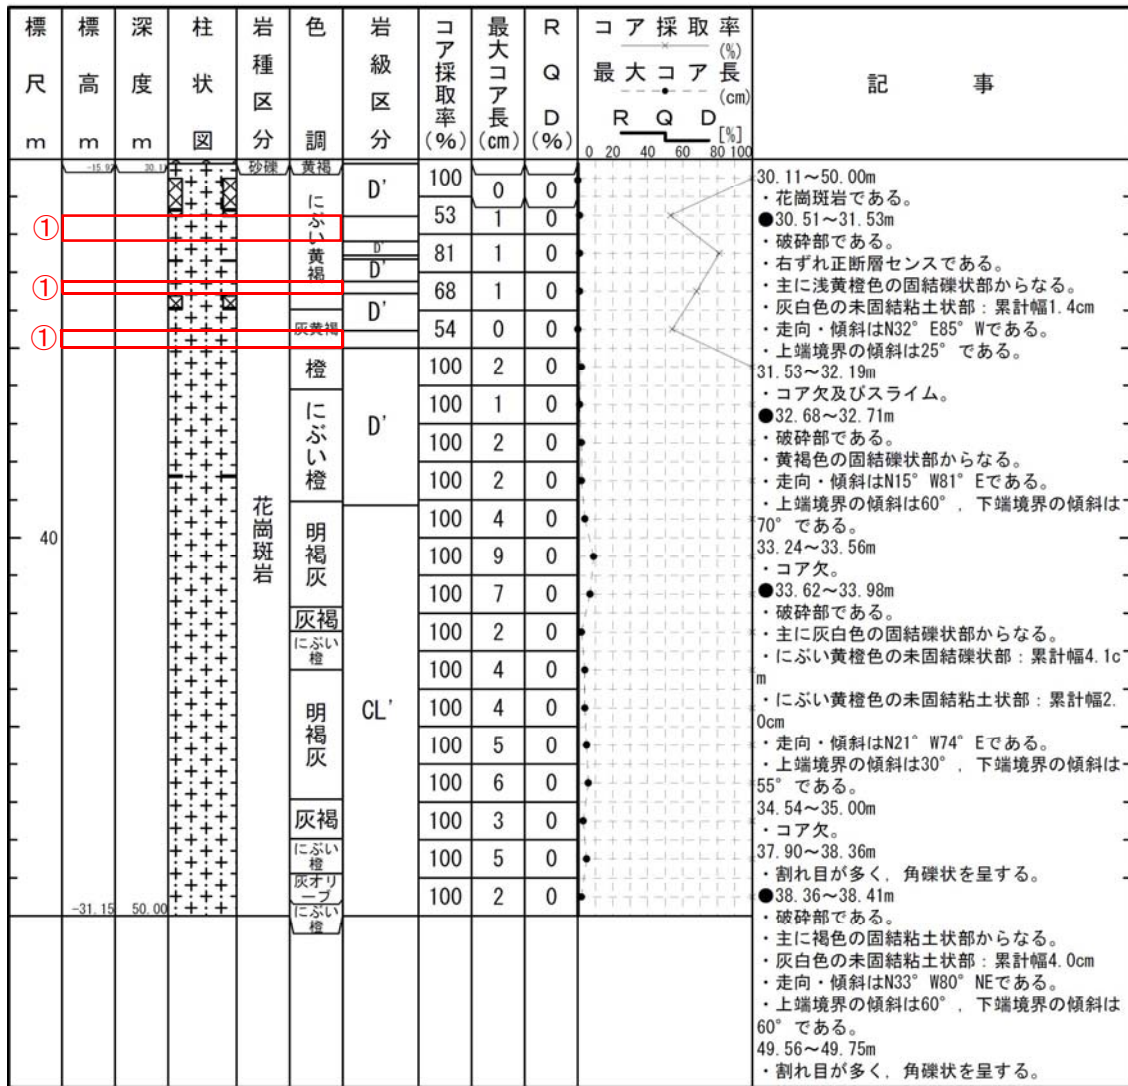 標尺m
標高m
深度m
柱状図
岩種区分
色調
岩級区分
コア採取率(%)
最大コア長(cm)
RQD(%)
コア採取率
(%)
最大コア長
(cm)
R Q D
[%]
0 20 40 60 80 100
記事
30.1
砂礫
黄褐
にぶい黄褐
灰黄褐
橙
にぶい橙
明褐灰
灰褐
にぶい橙
明褐灰
灰褐
にぶい橙
灰オリーブ
にぶい橙
花崗斑岩
40
-31.15 50.00
①
①
①
D'
D'
D'
D'
D'
CL'
100 0 0
53 1 0
81 1 0
68 1 0
54 0 0
100 2 0
100 1 0
100 2 0
100 2 0
100 4 0
100 9 0
100 7 0
100 2 0
100 4 0
100 4 0
100 5 0
100 6 0
100 3 0
100 5 0
100 2 0
30.11～50.00m
・花崗斑岩である。
●30.51～31.53m
・破砕部である。
・右ずれ正断層センスである。
・主に浅黄橙色の固結礫状部からなる。
・灰白色の未固結粘土状部：累計幅1.4cm
・走向・傾斜はN32°E85°Wである。
・上端境界の傾斜は25°である。
31.53～32.19m
・コア欠及びスライム。
●32.68～32.71m
・破砕部である。
・黄褐色の固結礫状部からなる。
・走向・傾斜はN15°W81°Eである。
・上端境界の傾斜は60°，下端境界の傾斜は
70°である。
33.24～33.56m
・コア欠。
●33.62～33.98m
・破砕部である。
・主に灰白色の固結礫状部からなる。
・にぶい黄橙色の未固結礫状部：累計幅4.1c
m
・にぶい黄橙色の未固結粘土状部：累計幅2.
0cm
・走向・傾斜はN21°W74°Eである。
・上端境界の傾斜は30°，下端境界の傾斜は
55°である。
34.54～35.00m
・コア欠。
37.90～38.36m
・割れ目が多く，角礫状を呈する。
●38.36～38.41m
・破砕部である。
・主に褐色の固結粘土状部からなる。
・灰白色の未固結粘土状部：累計幅4.0cm
・走向・傾斜はN33°W80°NEである。
・上端境界の傾斜は60°，下端境界の傾斜は
60°である。
49.56～49.75m
・割れ目が多く，角礫状を呈する。